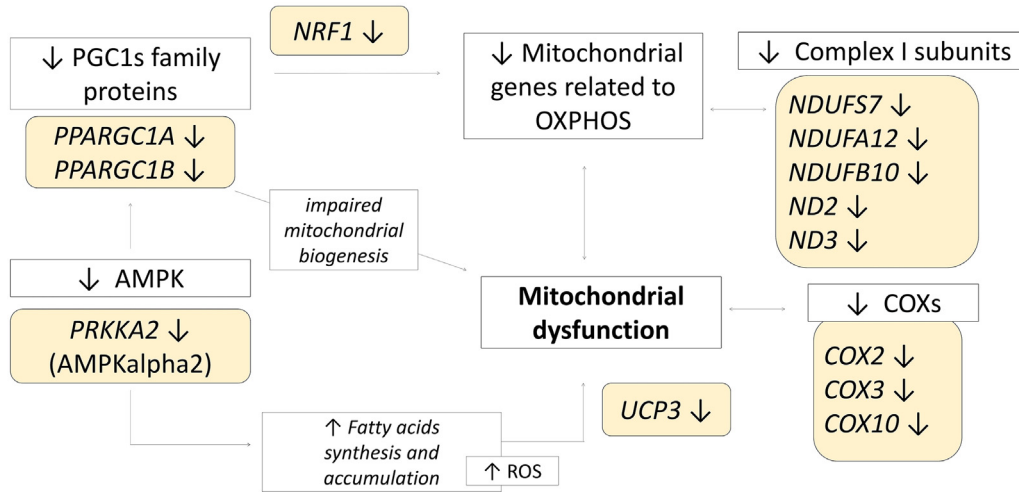 NRF1 ↓
↓ PGC1s family
proteins
PPARGC1A ↓
PPARGC1B ↓
↓ Mitochondrial
genes related to
OXPHOS
↓ Complex I subunits
NDUFS7 ↓
NDUFA12 ↓
NDUFB10 ↓
ND2 ↓
ND3 ↓
impaired
mitochondrial
biogenesis
↓ AMPK
PRKKA2 ↓
(AMPKalpha2)
Mitochondrial
dysfunction
↓ COXs
COX2 ↓
COX3 ↓
COX10 ↓
UCP3 ↓
↑ Fatty acids
synthesis and
accumulation
↑ ROS